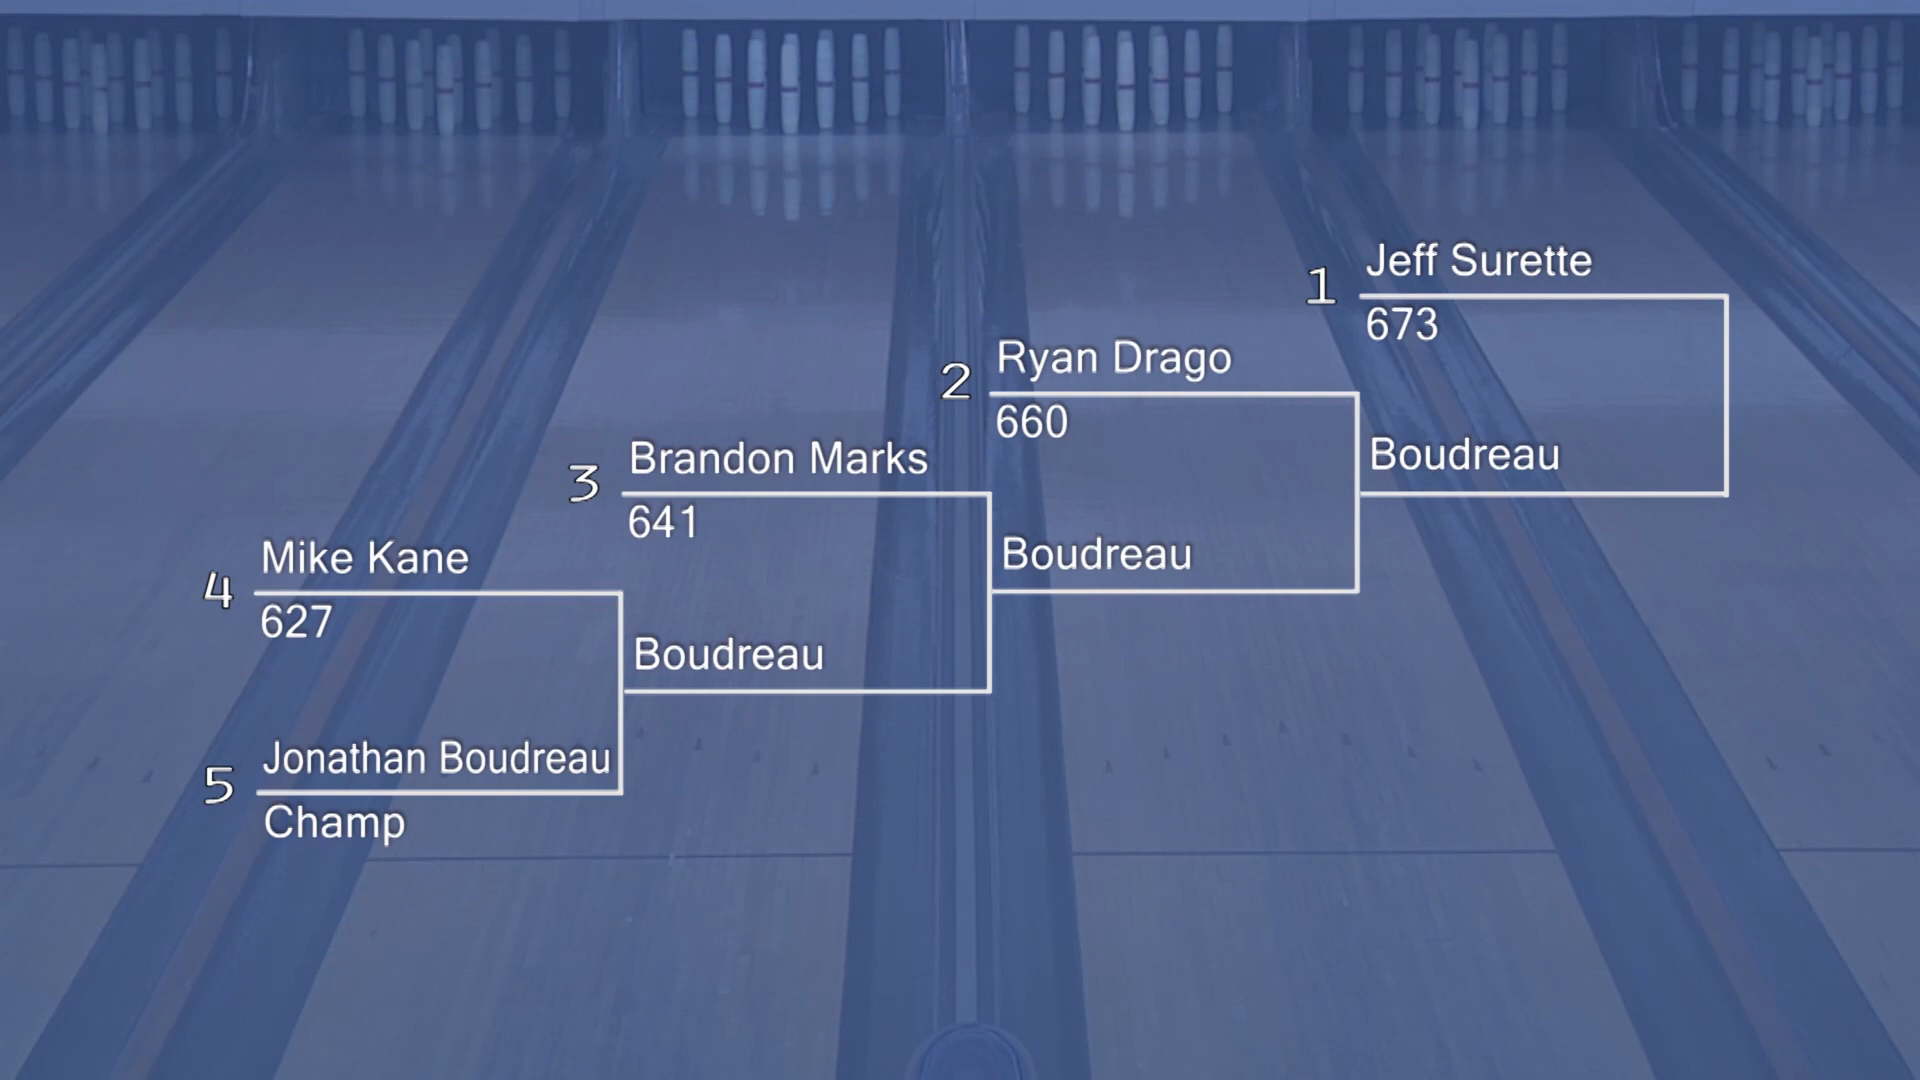 1 Jeff Surette
673
2 Ryan Drago
660
Boudreau
3 Brandon Marks
641
Boudreau
4 Mike Kane
627
Boudreau
5 Jonathan Boudreau
Champ